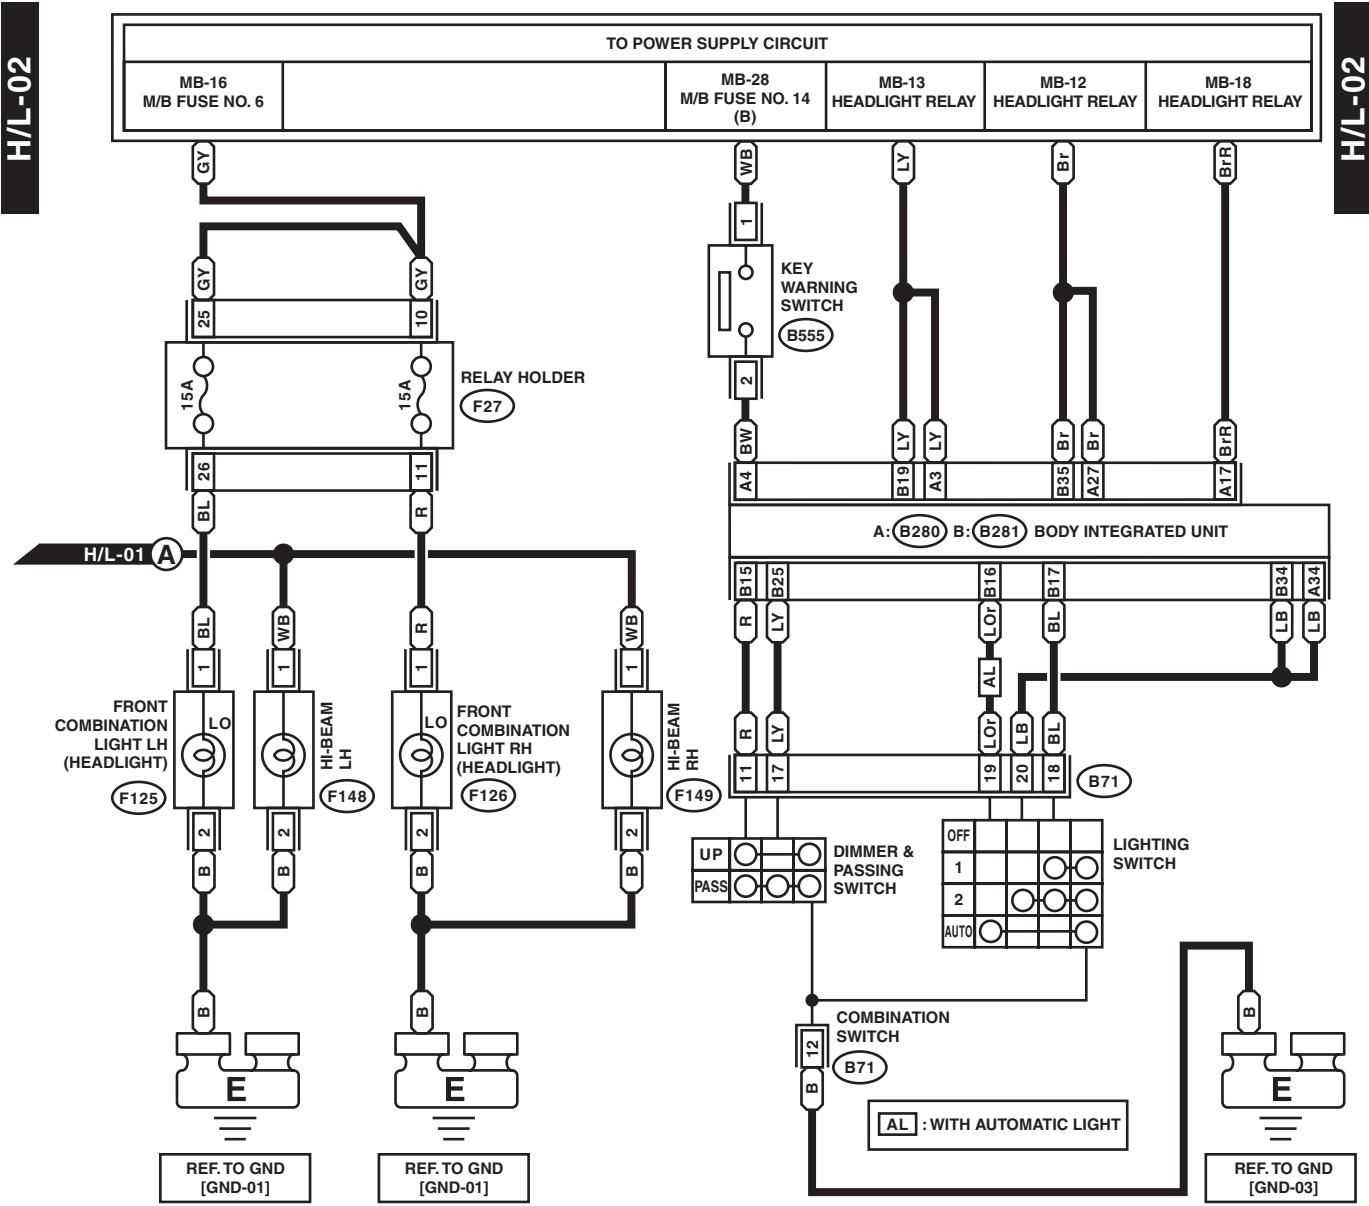 H/L-02
H/L-02
TO POWER SUPPLY CIRCUIT
MB-16
M/B FUSE NO. 6
MB-28
M/B FUSE NO. 14
(B)
MB-13
HEADLIGHT RELAY
MB-12
HEADLIGHT RELAY
MB-18
HEADLIGHT RELAY
GY
WB
LY
Br
BrR
1
KEY
WARNING
SWITCH
B555
2
GY
GY
25
10
15A
15A
RELAY HOLDER
F27
26
11
BL
R
BW
LY
LY
Br
Br
BrR
A4
B19
A3
B35
A27
A17
A: B280 B: B281 BODY INTEGRATED UNIT
B15
B25
B16
B17
B34
A34
R
LY
LOr
BL
LB
LB
AL
R
LY
LOr
LB
BL
11
17
19
20
18
B71
H/L-01 A
BL
WB
R
WB
1
1
1
1
FRONT
COMBINATION
LIGHT LH
(HEADLIGHT)
F125
LO
HI-BEAM
LH
F148
LO
FRONT
COMBINATION
LIGHT RH
(HEADLIGHT)
F126
HI-BEAM
RH
F149
2
2
2
2
B
B
B
B
UP
PASS
DIMMER &
PASSING
SWITCH
OFF
1
2
AUTO
LIGHTING
SWITCH
COMBINATION
SWITCH
B71
12
B
B
B
B
E
E
E
AL : WITH AUTOMATIC LIGHT
REF. TO GND
[GND-01]
REF. TO GND
[GND-01]
REF. TO GND
[GND-03]